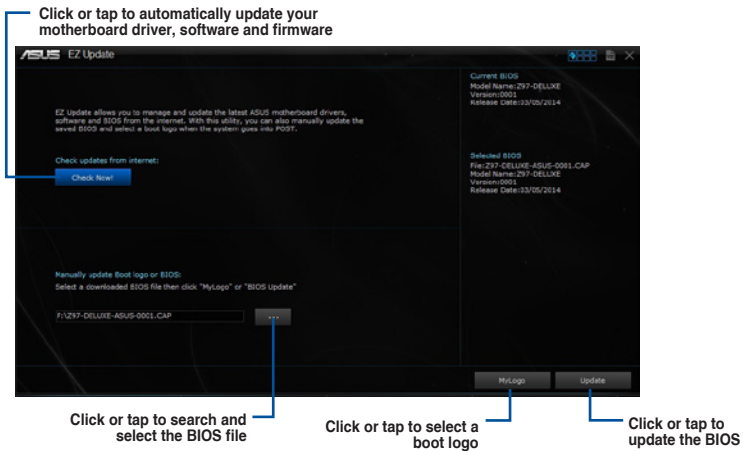 Click or tap to automatically update your
motherboard driver, software and firmware
ASUS EZ Update
EZ Update allows you to manage and update the latest ASUS motherboard drivers,
software and BIOS from the internet. With this utility, you can also manually update the
saved BIOS and select a boot logo when the system goes into POST.
Check updates from internet:
Check Now!
Current BIOS
Model Name:Z97-DELUXE
Version:0001
Release Date:33/05/2014
Selected BIOS
File:Z97-DELUXE-ASUS-0001.CAP
Model Name:Z97-DELUXE
Version:0001
Release Date:33/05/2014
Manually update Boot logo or BIOS:
Select a downloaded BIOS file then click "MyLogo" or "BIOS Update"
F:\Z97-DELUXE-ASUS-0001.CAP
...
MyLogo
Update
Click or tap to search and
select the BIOS file
Click or tap to select a
boot logo
Click or tap to
update the BIOS